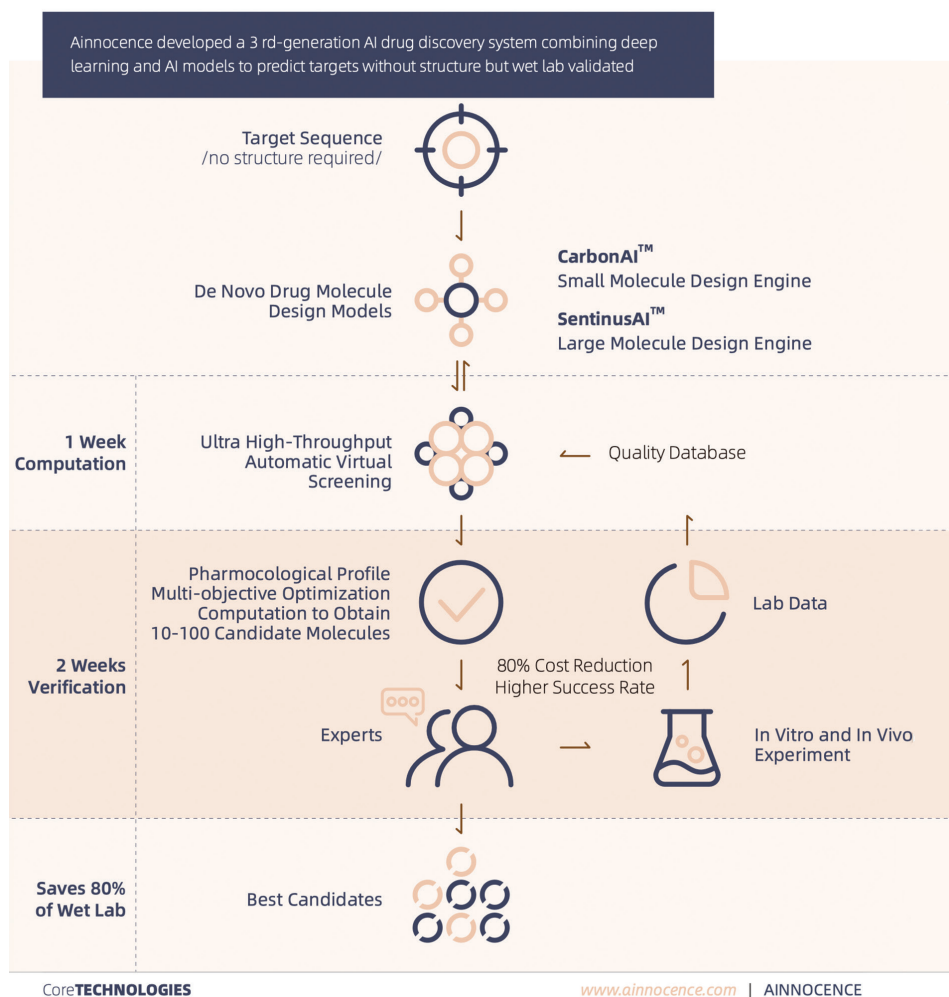 Ainnocence developed a 3 rd-generation AI drug discovery system combining deep
learning and AI models to predict targets without structure but wet lab validated
Target Sequence
/no structure required/
De Novo Drug Molecule
Design Models
CarbonAI™
Small Molecule Design Engine
SentinusAI™
Large Molecule Design Engine
1 Week
Computation
Ultra High-Throughput
Automatic Virtual
Screening
Quality Database
2 Weeks
Verification
Pharmocological Profile
Multi-objective Optimization
Computation to Obtain
10-100 Candidate Molecules
Lab Data
80% Cost Reduction
Higher Success Rate
Experts
In Vitro and In Vivo
Experiment
Saves 80%
of Wet Lab
Best Candidates
CoreTECHNOLOGIES
www.ainnocence.com | AINNOCENCE